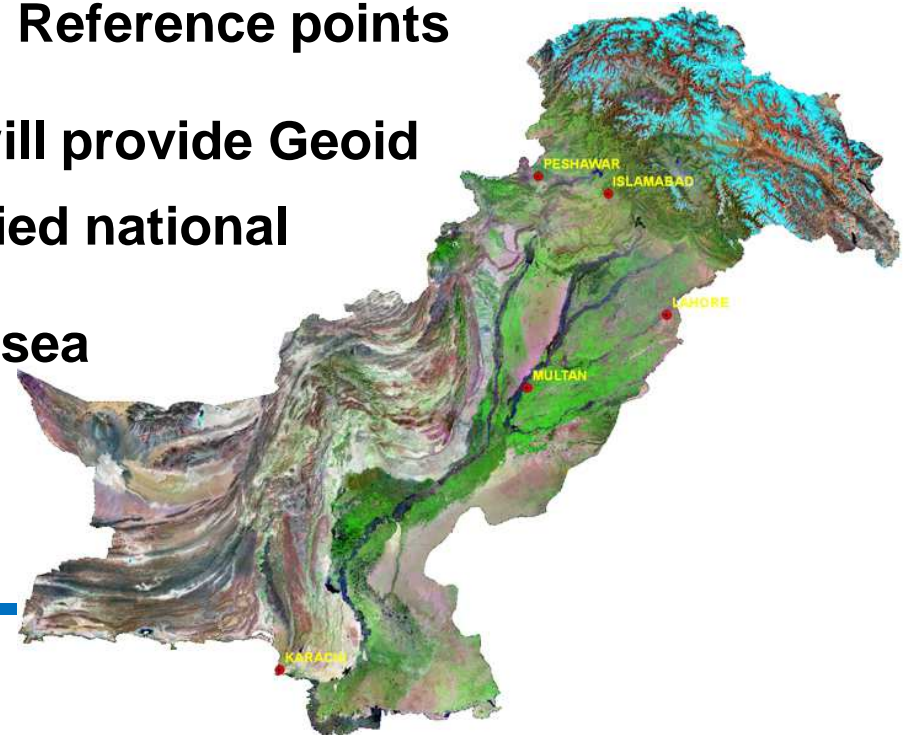 Reference points
ill provide Geoid
ied national
sea
PESHAWAR
ISLAMABAD
LAHORE
MULTAN
KARACHI